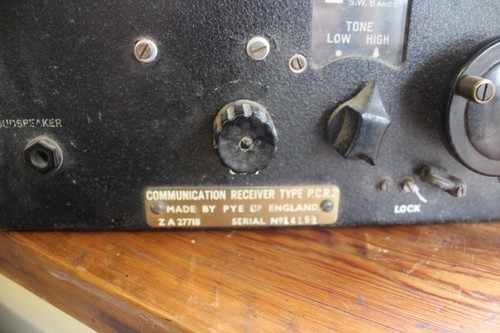 S.W. BANDS
TONE
LOW HIGH
LOUDSPEAKER
COMMUNICATION RECEIVER TYPE P.C.R.2
MADE BY PYE LTD ENGLAND
Z A 27718 SERIAL No 14153
LOCK